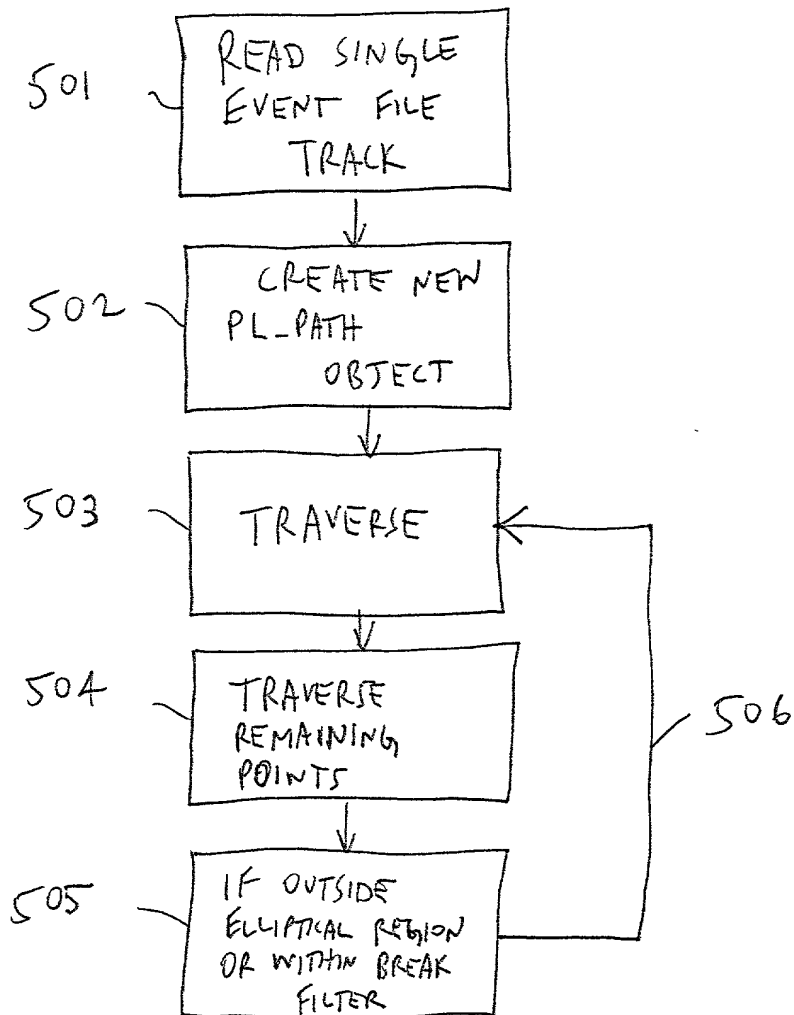 501
READ SINGLE
EVENT FILE
TRACK
502
CREATE NEW
PL_PATH
OBJECT
503
TRAVERSE
504
TRAVERSE
REMAINING
POINTS
506
505
IF OUTSIDE
ELLIPTICAL REGION
OR WITHIN BREAK
FILTER